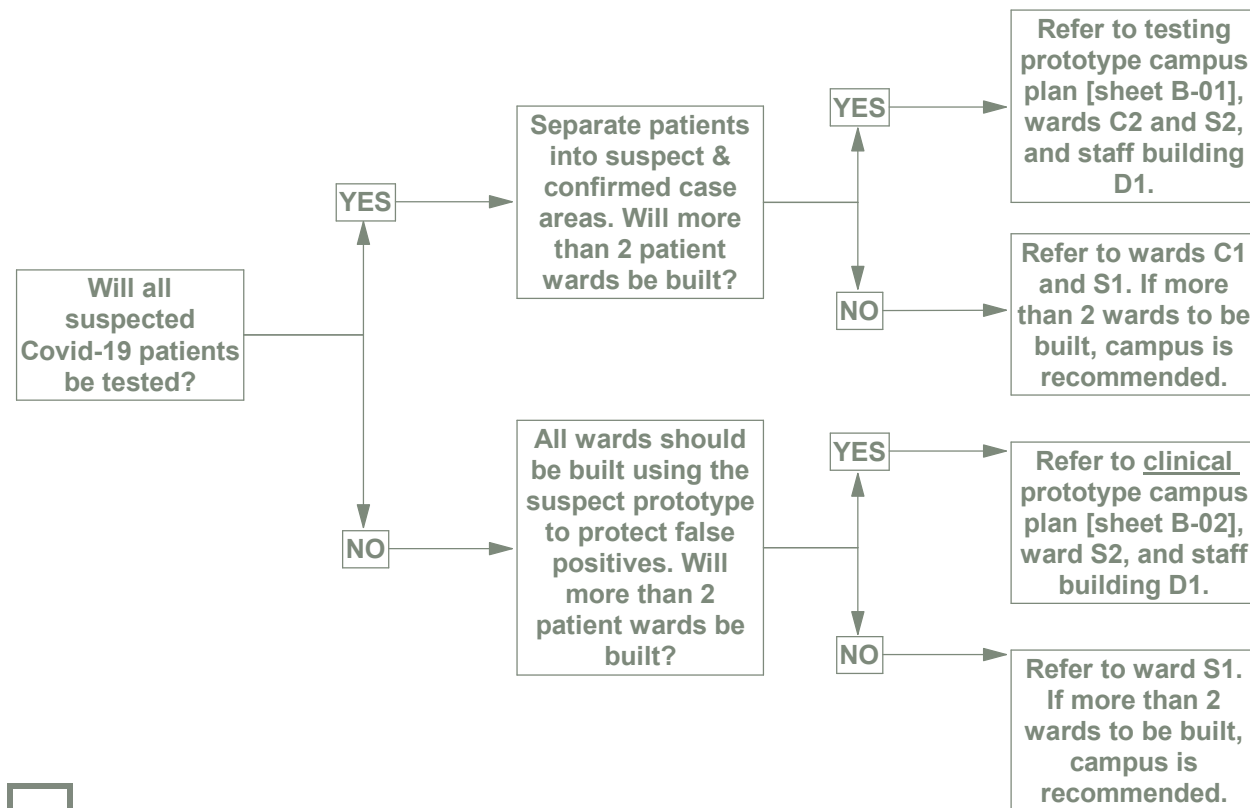 Will all
suspected
Covid-19 patients
be tested?
YES
Separate patients
into suspect &
confirmed case
areas. Will more
than 2 patient
wards be built?
YES
Refer to testing
prototype campus
plan [sheet B-01],
wards C2 and S2,
and staff building
D1.
NO
Refer to wards C1
and S1. If more
than 2 wards to be
built, campus is
recommended.
NO
All wards should
be built using the
suspect prototype
to protect false
positives. Will
more than 2
patient wards be
built?
YES
Refer to clinical
prototype campus
plan [sheet B-02],
ward S2, and staff
building D1.
NO
Refer to ward S1.
If more than 2
wards to be built,
campus is
recommended.